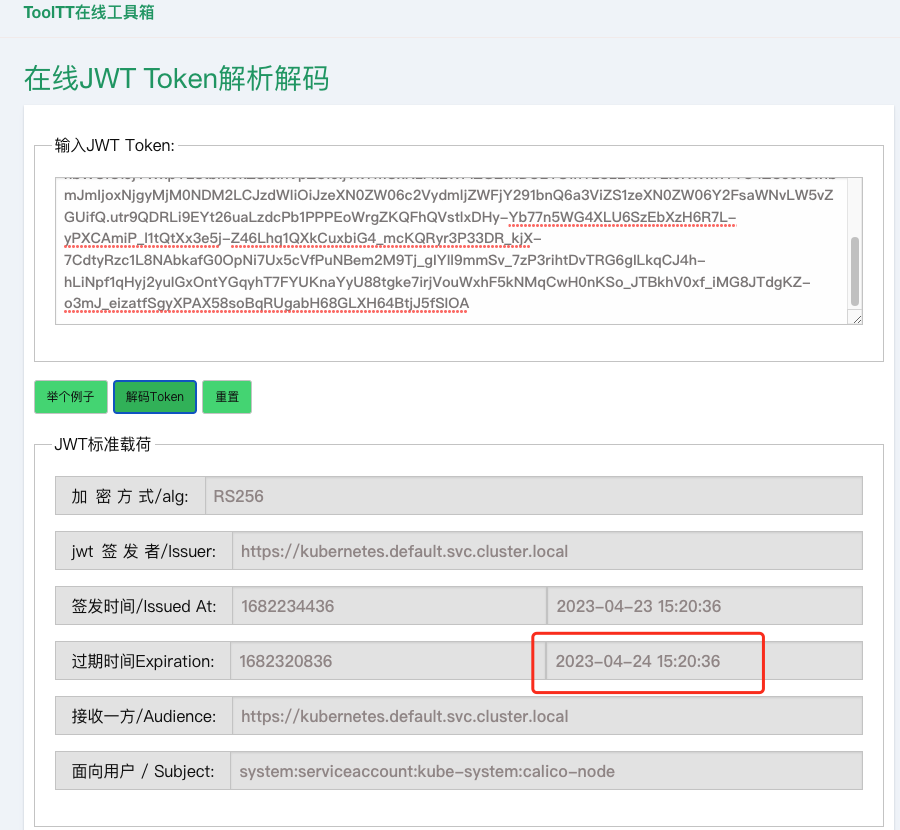 ToolTT在线工具箱
在线JWT Token解析解码
输入JWT Token:
mJmIjoxNjgyMjM0NDM2LCJzdWIiOiJzeXN0ZW06c2VydmljZWFjY291bnQ6a3ViZS1zeXN0ZW06Y2FsaWNvLW5vZ
GUifQ.utr9QDRLi9EYt26uaLzdcPb1PPPEoWrgZKQFhQVstlxDHy-Yb77n5WG4XLU6SzEbXzH6R7L-
yPXCAmiP_I1tQtXx3e5j-Z46Lhq1QXkCuxbiG4_mcKQRyr3P33DR_kjX-
7CdtyRzc1L8NAbkafG0OpNi7Ux5cVfPuNBem2M9Tj_glYIl9mmSv_7zP3rihtDvTRG6glLkqCJ4h-
hLiNpf1qHyj2yulGxOntYGqyhT7FYUKnaYyU88tgke7irjVouWxhF5kNMqCwH0nKSo_JTBkhV0xf_iMG8JTdgKZ-
o3mJ_eizatfSgyXPAX58soBqRUgabH68GLXH64BtjJ5fSlOA
举个例子 解码Token 重置
JWT标准载荷
加 密 方 式/alg: RS256
jwt 签 发 者/Issuer: https://kubernetes.default.svc.cluster.local
签发时间/Issued At: 1682234436 2023-04-23 15:20:36
过期时间Expiration: 1682320836 2023-04-24 15:20:36
接收一方/Audience: https://kubernetes.default.svc.cluster.local
面向用户 / Subject: system:serviceaccount:kube-system:calico-node